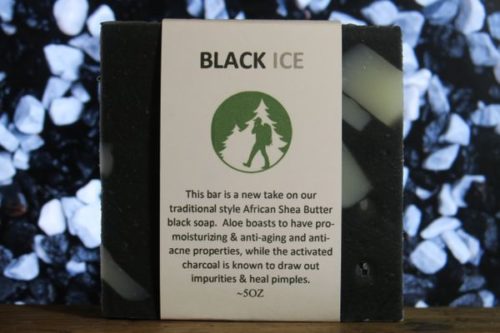 BLACK ICE
This bar is a new take on our
traditional style African Shea Butter
black soap. Aloe boasts to have pro-
moisturizing & anti-aging and anti-
acne properties, while the activated
charcoal is known to draw out
impurities & heal pimples.
~5OZ